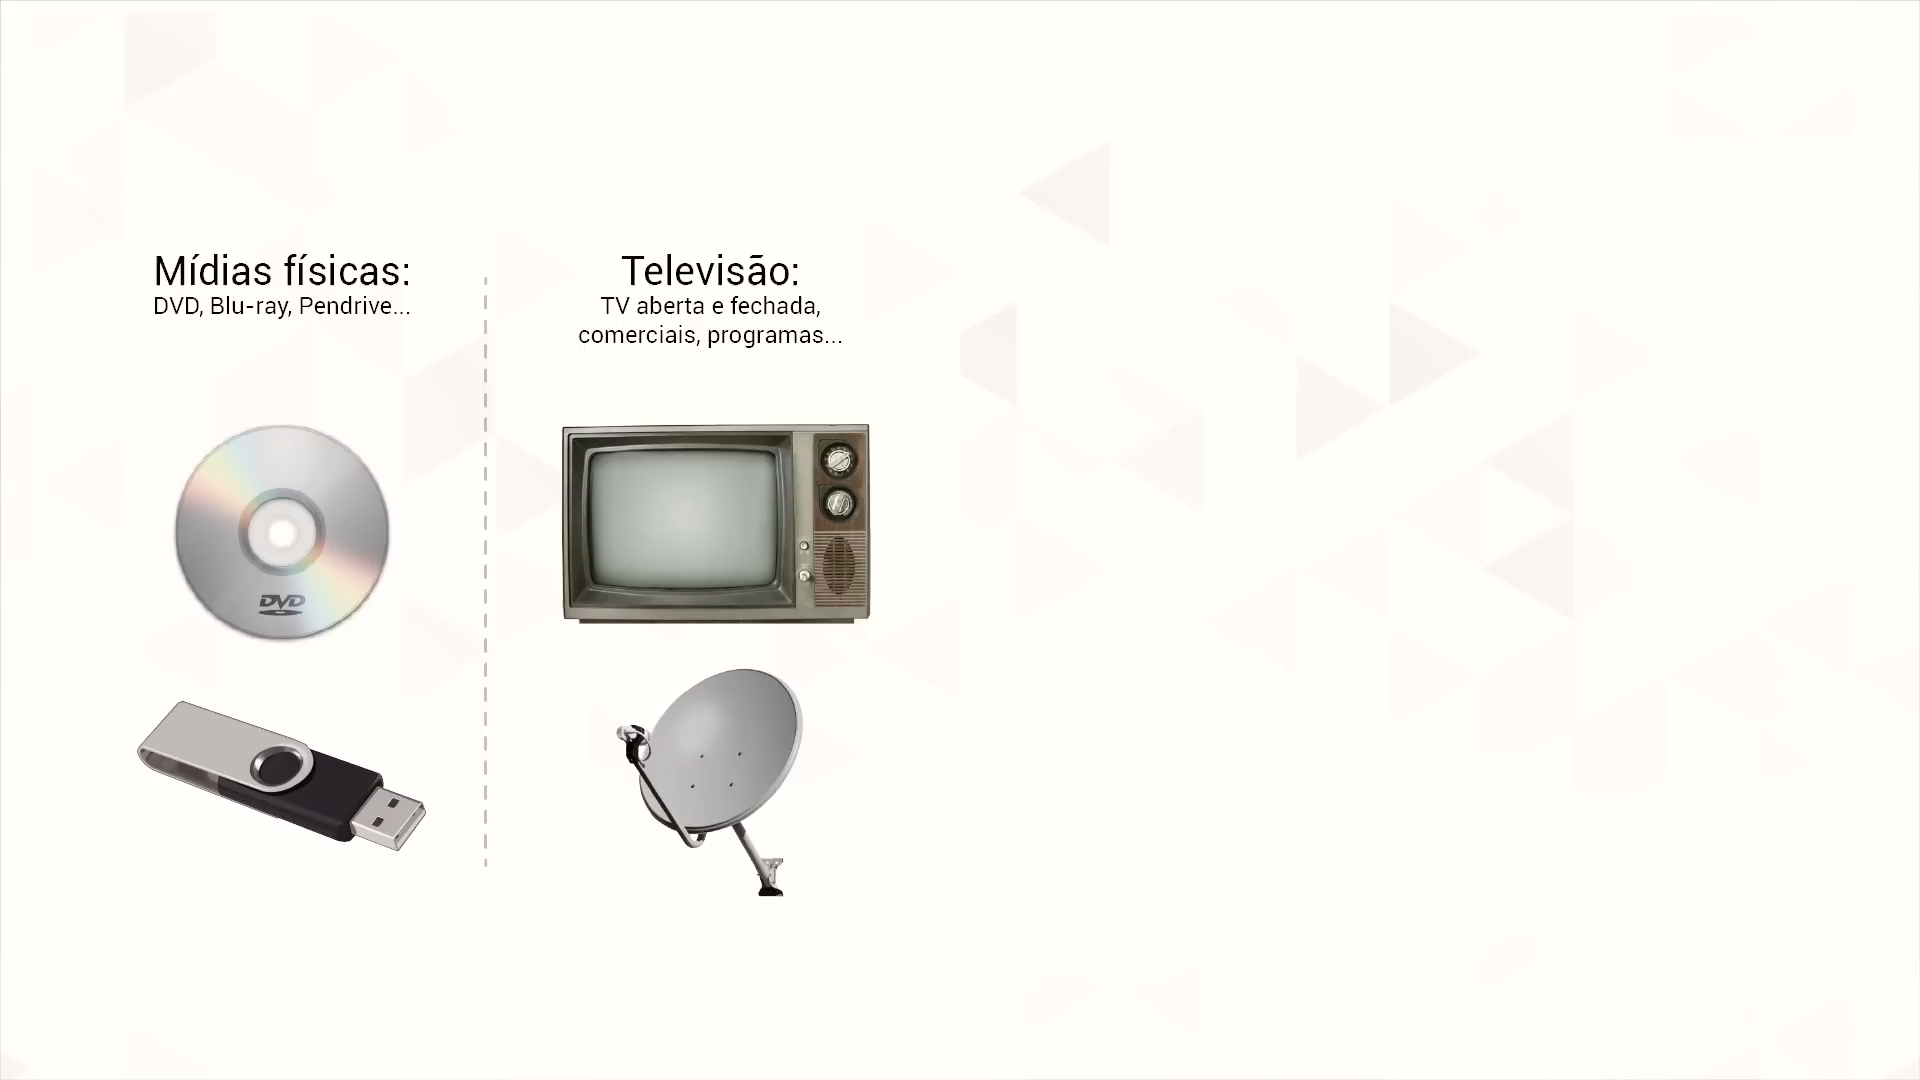 Mídias físicas:
DVD, Blu-ray, Pendrive...
Televisão:
TV aberta e fechada,
comerciais, programas...
DVD